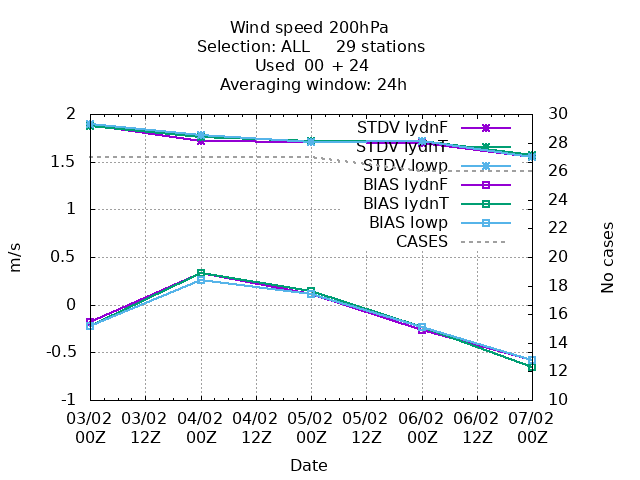 Wind speed 200hPa
Selection: ALL 29 stations
Used 00 + 24
Averaging window: 24h
2
1.5
1
0.5
0
-0.5
-1
m/s
30
28
26
24
22
20
18
16
14
12
10
No cases
STDV lydnF
STDV lydnT
STDV lowp
BIAS lydnF
BIAS lydnT
BIAS lowp
CASES
03/02 03/02 04/02 04/02 05/02 05/02 06/02 06/02 07/02
00Z 12Z 00Z 12Z 00Z 12Z 00Z 12Z 00Z
Date